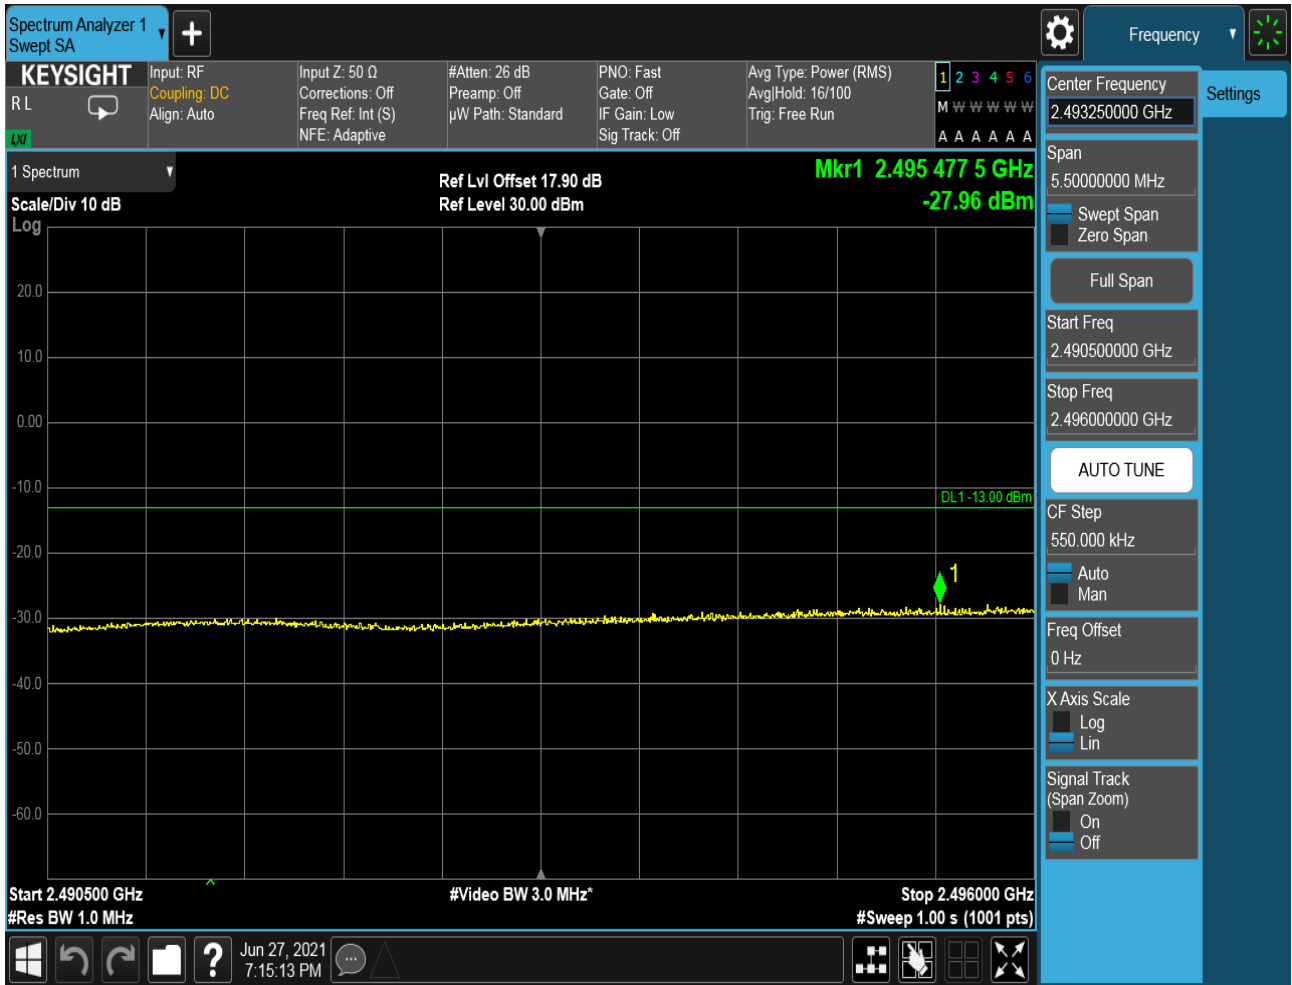 Spectrum Analyzer 1
Swept SA
Frequency
KEYSIGHT
R L
LXI
Input: RF
Coupling: DC
Align: Auto
Input Z: 50 Ω
Corrections: Off
Freq Ref: Int (S)
NFE: Adaptive
#Atten: 26 dB
Preamp: Off
µW Path: Standard
PNO: Fast
Gate: Off
IF Gain: Low
Sig Track: Off
Avg Type: Power (RMS)
Avg|Hold: 16/100
Trig: Free Run
1 2 3 4 5 6
M W W W W W
A A A A A A
1 Spectrum
Scale/Div 10 dB
Log
Ref Lvl Offset 17.90 dB
Ref Level 30.00 dBm
Mkr1 2.495 477 5 GHz
-27.96 dBm
20.0
10.0
0.00
-10.0
-20.0
-30.0
-40.0
-50.0
-60.0
DL1 -13.00 dBm
1
Start 2.490500 GHz
#Res BW 1.0 MHz
#Video BW 3.0 MHz*
Stop 2.496000 GHz
#Sweep 1.00 s (1001 pts)
Jun 27, 2021
7:15:13 PM
?
Center Frequency
2.493250000 GHz
Settings
Span
5.50000000 MHz
Swept Span
Zero Span
Full Span
Start Freq
2.490500000 GHz
Stop Freq
2.496000000 GHz
AUTO TUNE
CF Step
550.000 kHz
Auto
Man
Freq Offset
0 Hz
X Axis Scale
Log
Lin
Signal Track
(Span Zoom)
On
Off